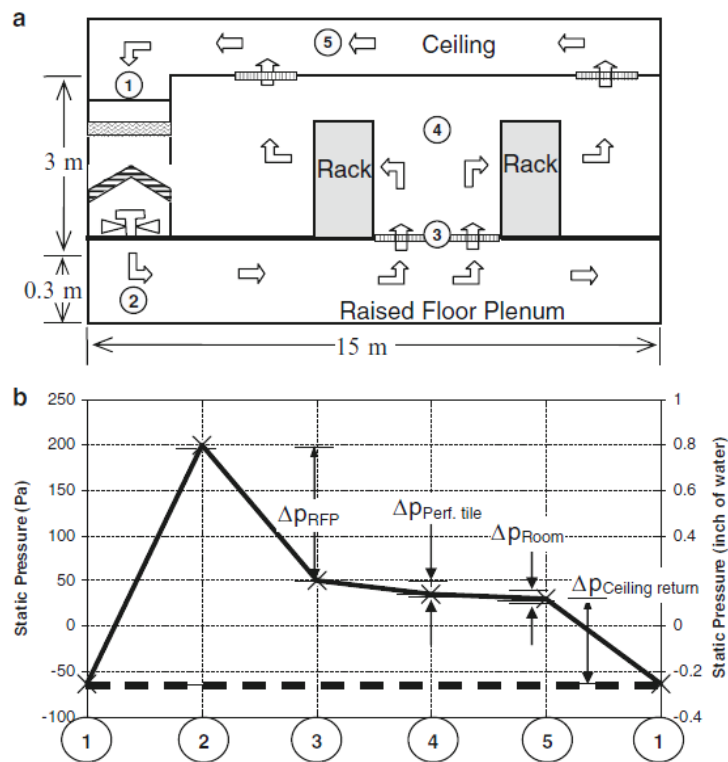 a
5
Ceiling
1
4
3 m
Rack
Rack
3
0.3 m
2
Raised Floor Plenum
15 m
b
250
200
150
100
50
0
-50
-100
Static Pressure (Pa)
1
0.8
0.6
0.4
0.2
0
-0.2
-0.4
Static Pressure (inch of water)
ΔpRFP
ΔpPerf. tile
ΔpRoom
ΔpCeiling return
1
2
3
4
5
1